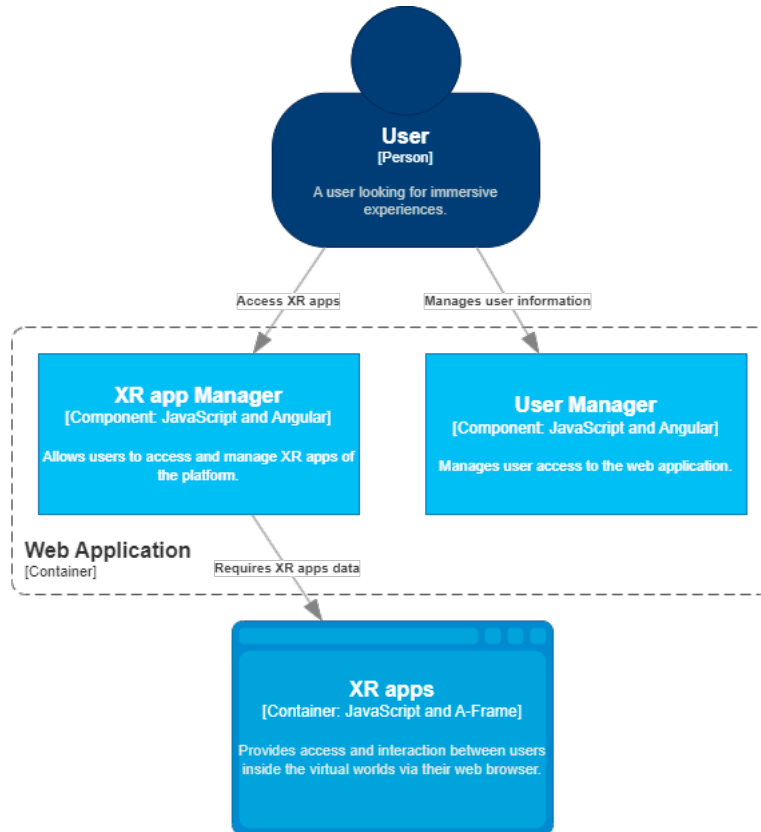 User
[Person]
A user looking for immersive
experiences.
Access XR apps
Manages user information
XR app Manager
[Component: JavaScript and Angular]
Allows users to access and manage XR apps of
the platform.
User Manager
[Component: JavaScript and Angular]
Manages user access to the web application.
Web Application
[Container]
Requires XR apps data
XR apps
[Container: JavaScript and A-Frame]
Provides access and interaction between users
inside the virtual worlds via their web browser.